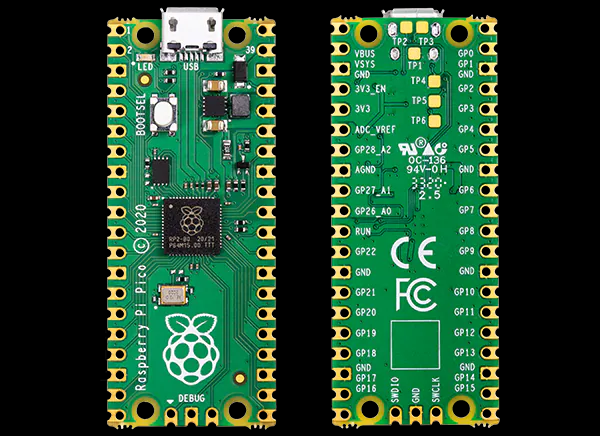 1
2
39
LED
USB
BOOTSEL
Raspberry Pi Pico © 2020
RP2-B0 20/21
P64M15.00 TTT
DEBUG
TP2
TP3
TP1
TP4
TP5
TP6
VBUS
VSYS
GND
3V3_EN
3V3
ADC_VREF
GP28_A2
AGND
GP27_A1
GP26_A0
RUN
GP22
GND
GP21
GP20
GP19
GP18
GND
GP17
GP16
GP0
GP1
GND
GP2
GP3
GP4
GP5
GND
GP6
GP7
GP8
GP9
GND
GP10
GP11
GP12
GP13
GND
GP14
GP15
OC-136
94V-0H
3320
2.5
CE
FC
SWDIO
GND
SWCLK